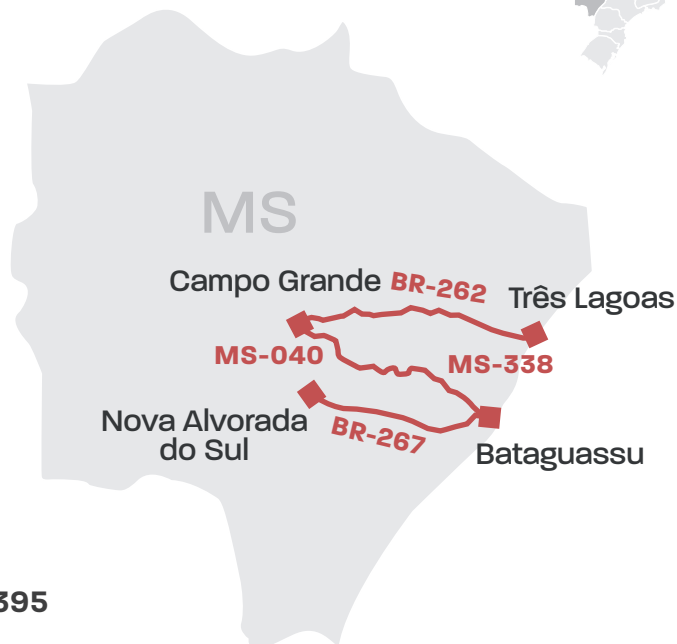 MS
Campo Grande
BR-262
Três Lagoas
MS-040
MS-338
Nova Alvorada
do Sul
BR-267
Bataguassu
395